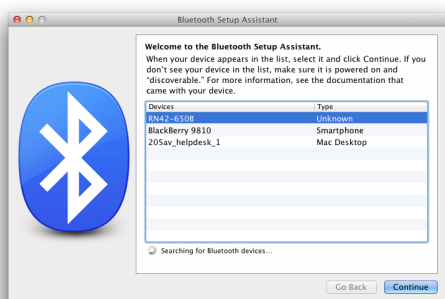 Bluetooth Setup Assistant
Welcome to the Bluetooth Setup Assistant.
When your device appears in the list, select it and click Continue. If you
don't see your device in the list, make sure it is powered on and
"discoverable." For more information, see the documentation that
came with your device.
Devices Type
RN42-650B Unknown
BlackBerry 9810 Smartphone
205av_helpdesk_1 Mac Desktop
Searching for Bluetooth devices...
Go Back Continue